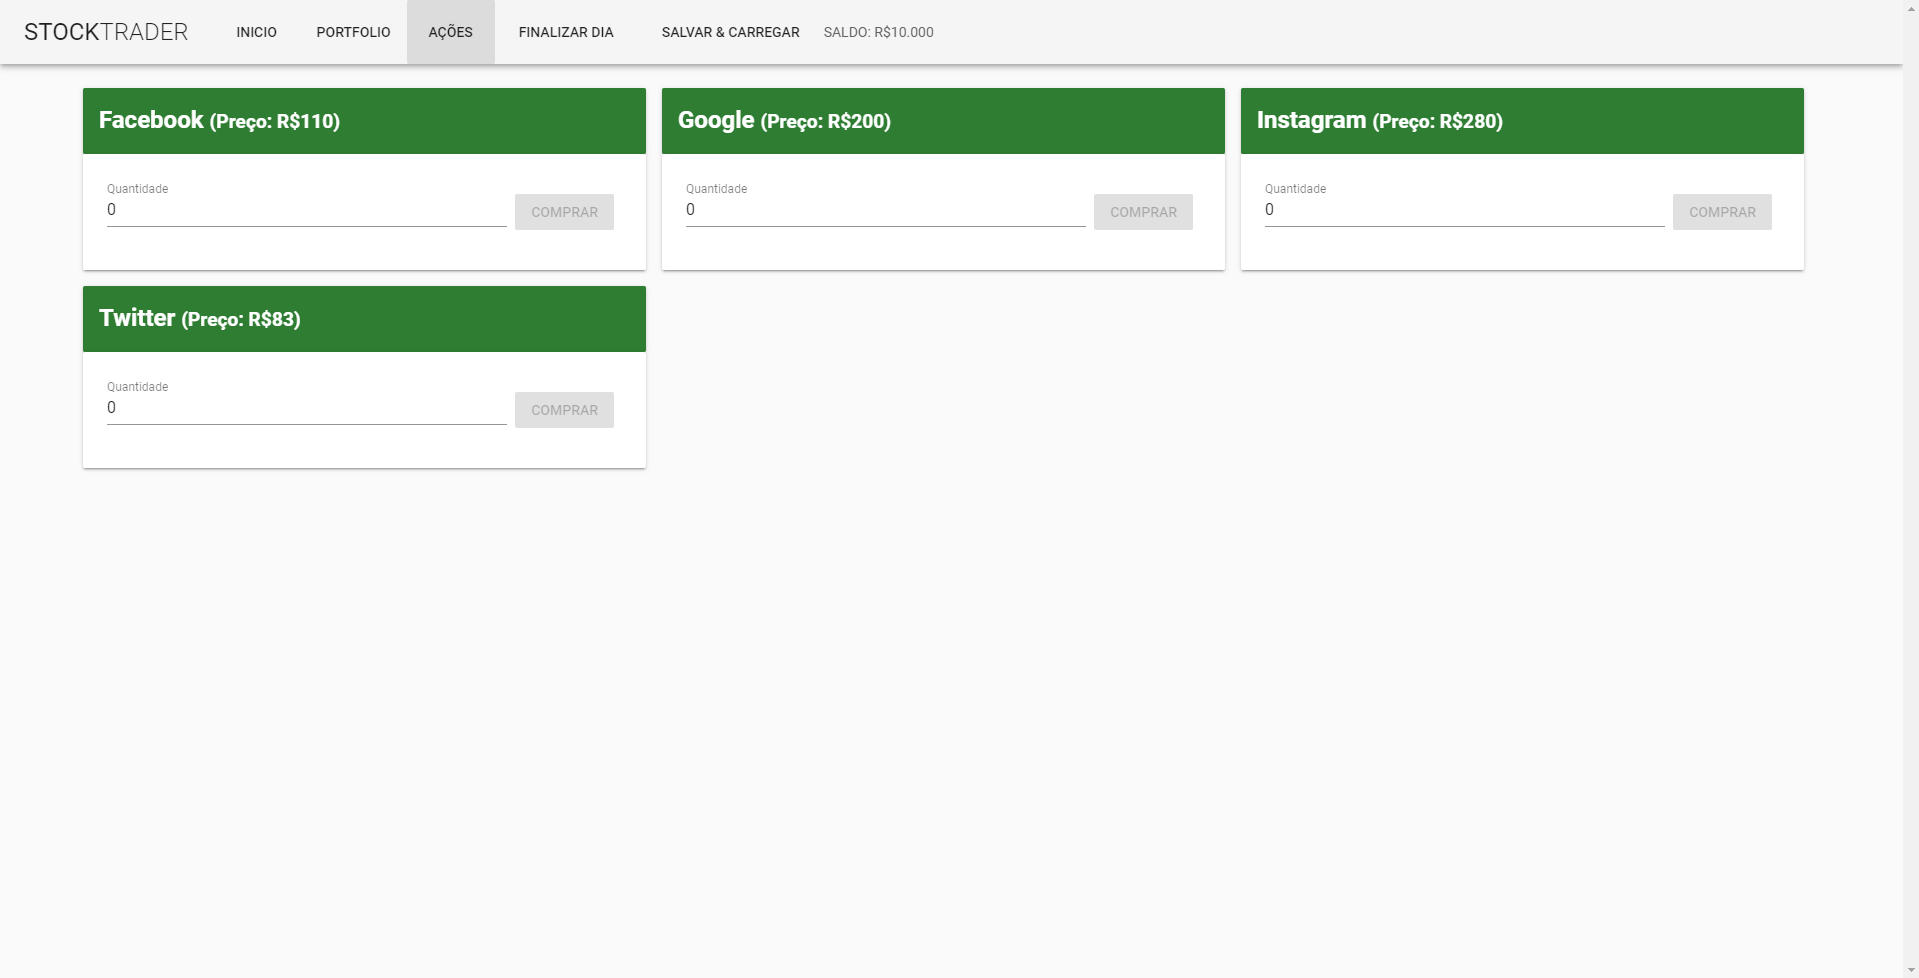 STOCKTRADER INICIO PORTFOLIO AÇÕES FINALIZAR DIA SALVAR & CARREGAR SALDO: R$10.000
Facebook (Preço: R$110)
Quantidade
0
COMPRAR
Google (Preço: R$200)
Quantidade
0
COMPRAR
Instagram (Preço: R$280)
Quantidade
0
COMPRAR
Twitter (Preço: R$83)
Quantidade
0
COMPRAR